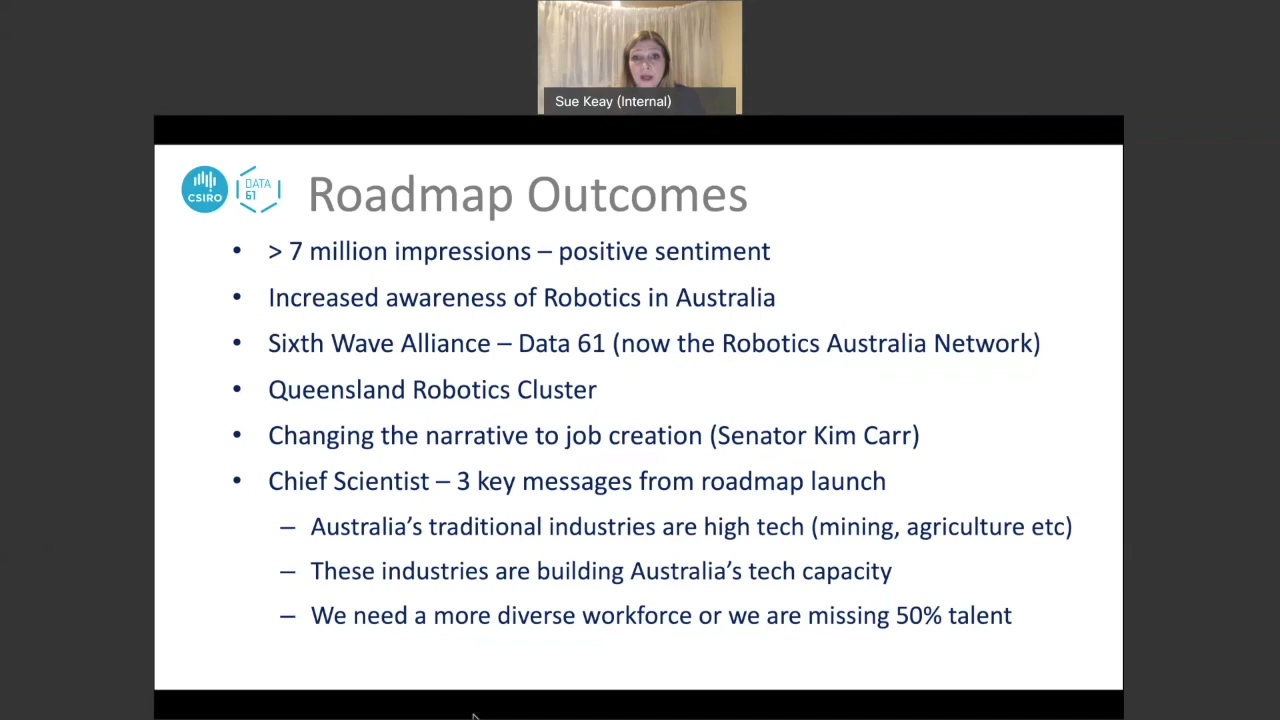 Sue Keay (Internal)
CSIRO
DATA
61
Roadmap Outcomes
• > 7 million impressions – positive sentiment
• Increased awareness of Robotics in Australia
• Sixth Wave Alliance – Data 61 (now the Robotics Australia Network)
• Queensland Robotics Cluster
• Changing the narrative to job creation (Senator Kim Carr)
• Chief Scientist – 3 key messages from roadmap launch
– Australia’s traditional industries are high tech (mining, agriculture etc)
– These industries are building Australia’s tech capacity
– We need a more diverse workforce or we are missing 50% talent